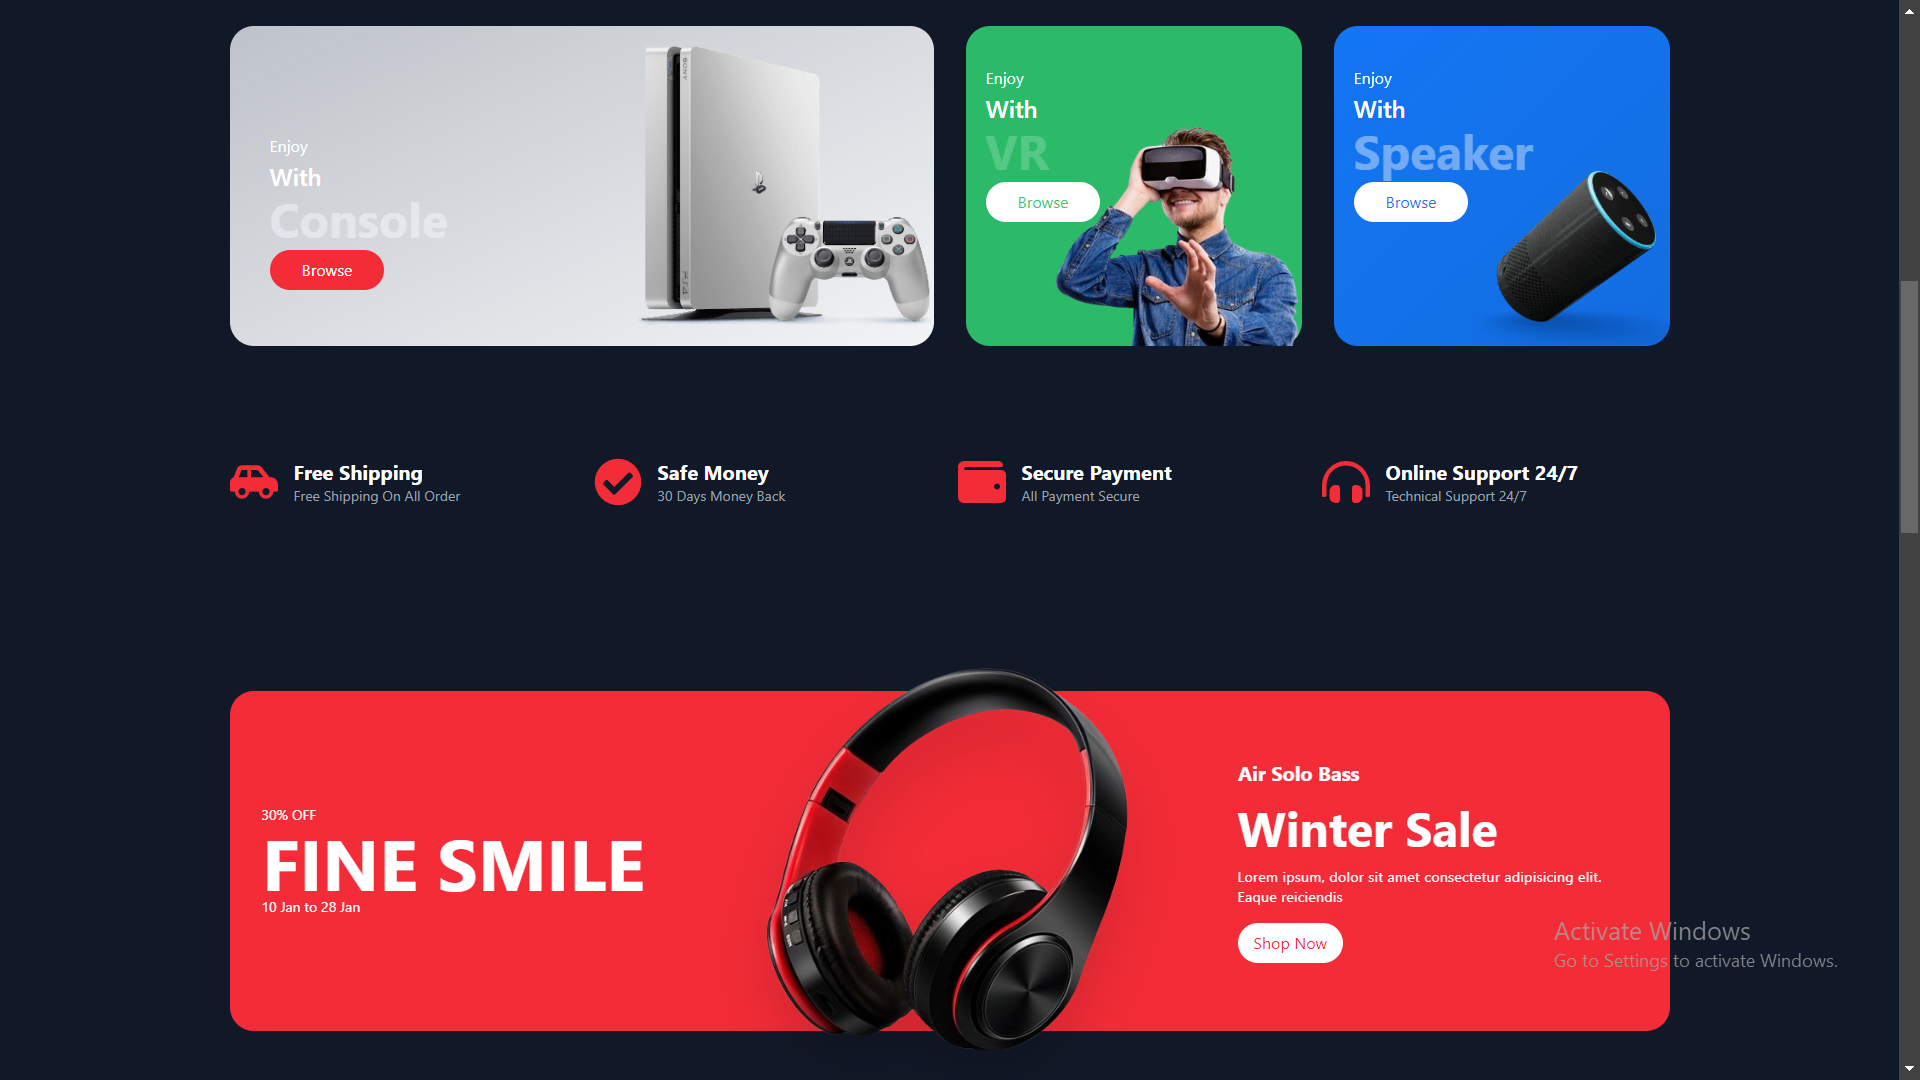 Enjoy
With
Console
Browse
SONY
PS4
Enjoy
With
VR
Browse
Enjoy
With
Speaker
Browse
Free Shipping
Free Shipping On All Order
Safe Money
30 Days Money Back
Secure Payment
All Payment Secure
Online Support 24/7
Technical Support 24/7
30% OFF
FINE SMILE
10 Jan to 28 Jan
Air Solo Bass
Winter Sale
Lorem ipsum, dolor sit amet consectetur adipisicing elit.
Eaque reiciendis
Shop Now
Activate Windows
Go to Settings to activate Windows.